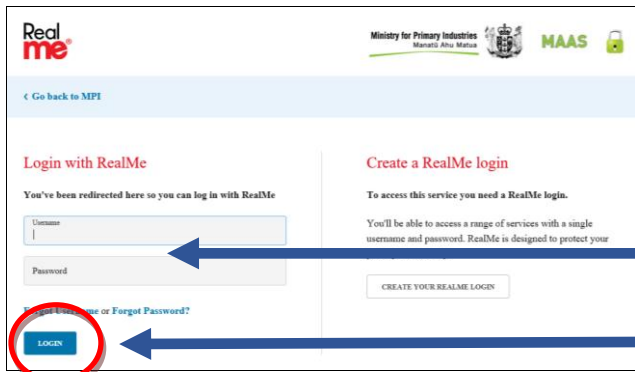 Real
me
Ministry for Primary Industries
Manatū Ahu Matua
MAAS
‹ Go back to MPI
Login with RealMe
You've been redirected here so you can log in with RealMe
Username
Password
Forgot Username or Forgot Password?
LOGIN
Create a RealMe login
To access this service you need a RealMe login.
You'll be able to access a range of services with a single
username and password. RealMe is designed to protect your
CREATE YOUR REALME LOGIN